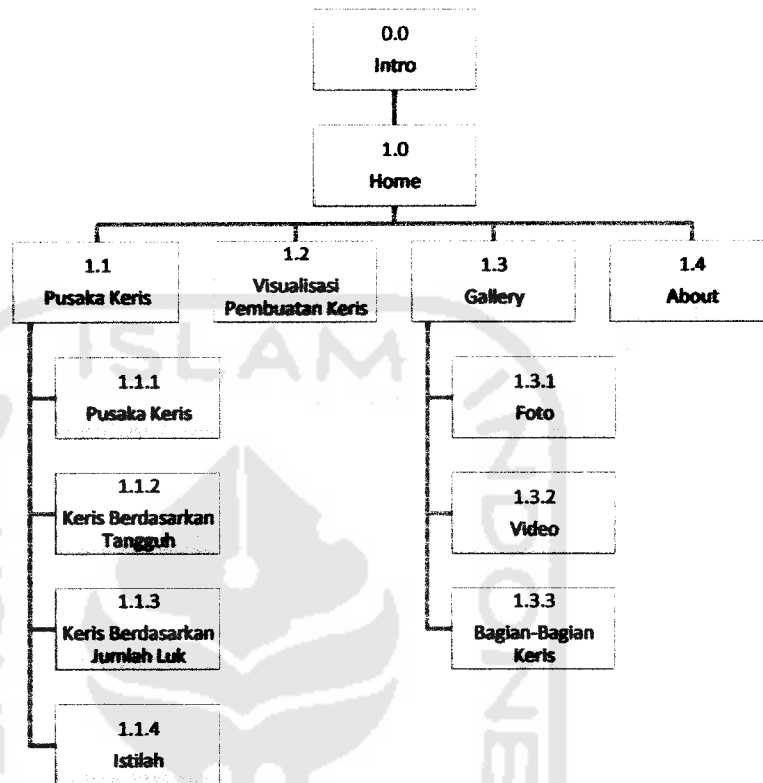 0.0
Intro
1.0
Home
1.1
Pusaka Keris
1.2
Visualisasi
Pembuatan Keris
1.3
Gallery
1.4
About
1.1.1
Pusaka Keris
1.1.2
Keris Berdasarkan
Tangguh
1.1.3
Keris Berdasarkan
Jumlah Luk
1.1.4
Istilah
1.3.1
Foto
1.3.2
Video
1.3.3
Bagian-Bagian
Keris
ISLAM
INDONE